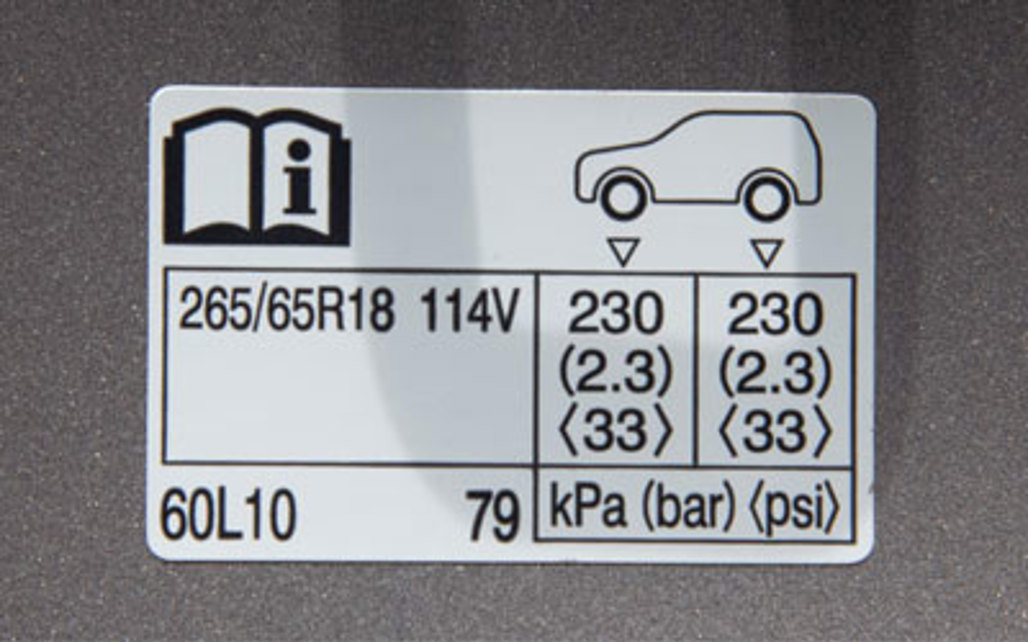 i
265/65R18 114V 230 230
(2.3) (2.3)
〈33〉 〈33〉
60L10 79 kPa (bar) 〈psi〉